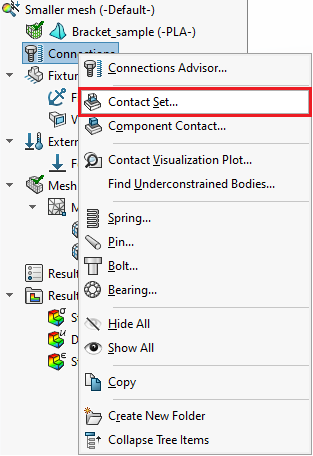 Smaller mesh (-Default-)
Bracket_sample (-PLA-)
Connections
Connections Advisor...
Fixtur
Contact Set...
F
Component Contact...
V
Extern
Contact Visualization Plot...
F
Find Underconstrained Bodies...
Mesh
M
Spring...
Pin...
Bolt...
Result
Bearing...
Result
Hide All
S
Show All
D
S
Copy
Create New Folder
Collapse Tree Items